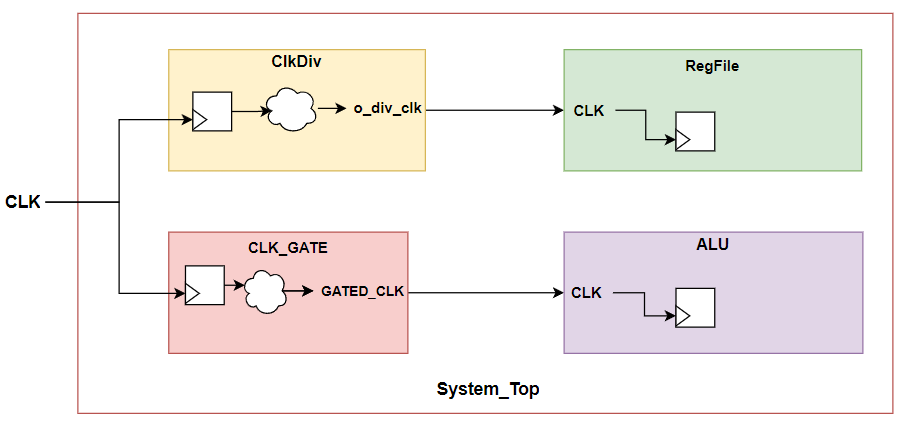 ClkDiv
RegFile
o_div_clk
CLK
CLK
CLK_GATE
ALU
GATED_CLK
CLK
System_Top